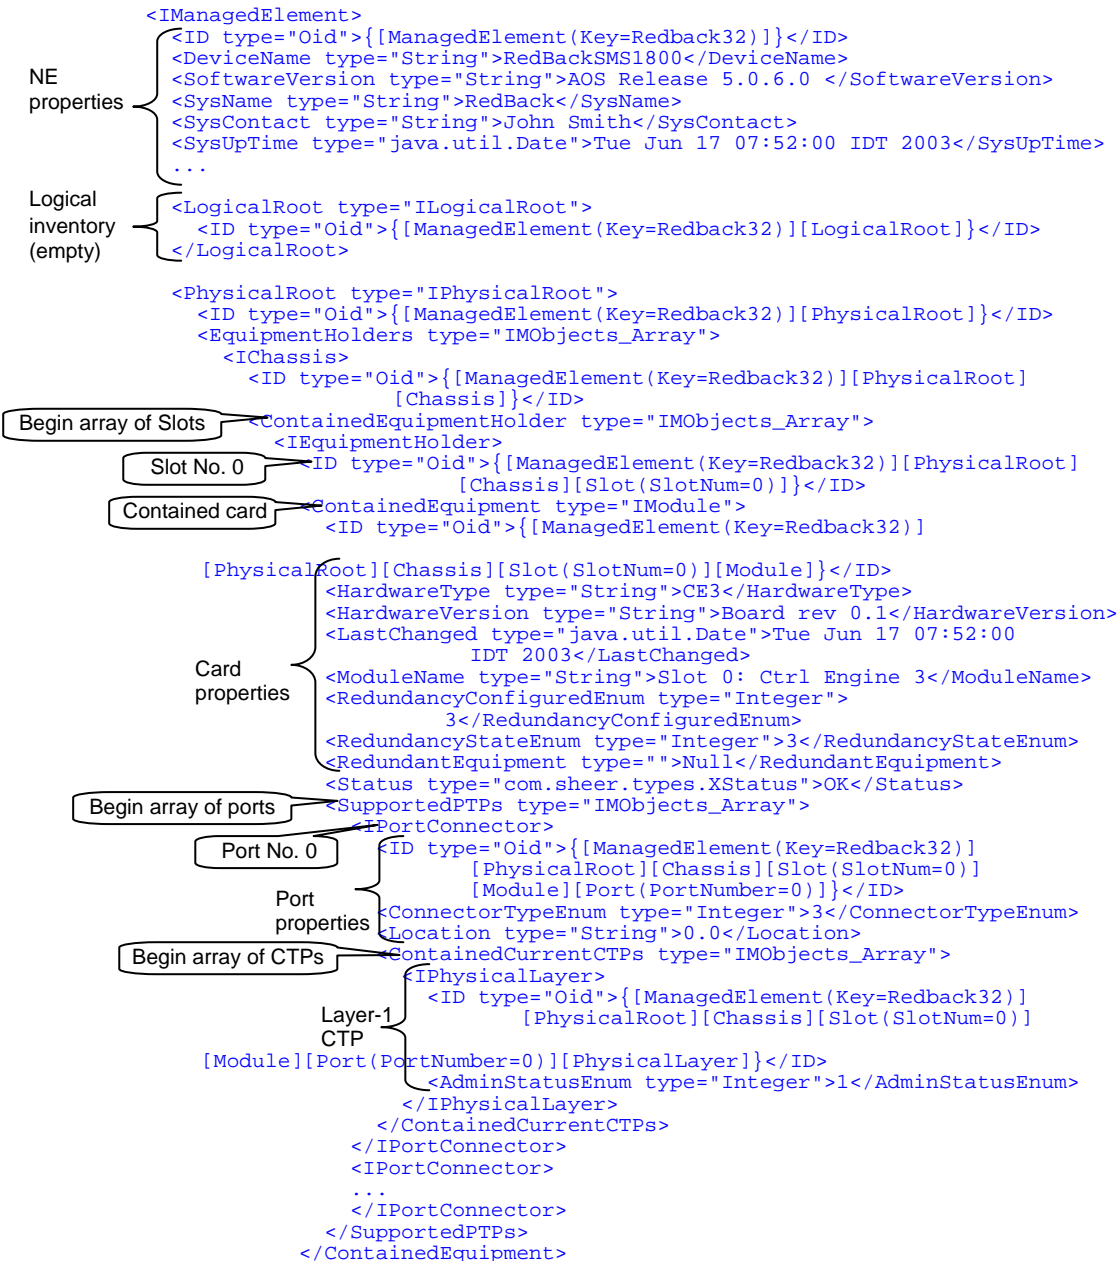 <IManagedElement>
<ID type="Oid">{[ManagedElement(Key=Redback32)]}</ID>
<DeviceName type="String">RedBackSMS1800</DeviceName>
NE
properties
<SoftwareVersion type="String">AOS Release 5.0.6.0 </SoftwareVersion>
<SysName type="String">RedBack</SysName>
<SysContact type="String">John Smith</SysContact>
<SysUpTime type="java.util.Date">Tue Jun 17 07:52:00 IDT 2003</SysUpTime>
...
Logical
inventory
(empty)
<LogicalRoot type="ILogicalRoot">
<ID type="Oid">{[ManagedElement(Key=Redback32)][LogicalRoot]}</ID>
</LogicalRoot>
<PhysicalRoot type="IPhysicalRoot">
<ID type="Oid">{[ManagedElement(Key=Redback32)][PhysicalRoot]}</ID>
<EquipmentHolders type="IMObjects_Array">
<IChassis>
<ID type="Oid">{[ManagedElement(Key=Redback32)][PhysicalRoot]
[Chassis]}</ID>
Begin array of Slots
<ContainedEquipmentHolder type="IMObjects_Array">
<IEquipmentHolder>
Slot No. 0
<ID type="Oid">{[ManagedElement(Key=Redback32)][PhysicalRoot]
[Chassis][Slot(SlotNum=0)]}</ID>
Contained card
<ContainedEquipment type="IModule">
<ID type="Oid">{[ManagedElement(Key=Redback32)]
[PhysicalRoot][Chassis][Slot(SlotNum=0)][Module]}</ID>
<HardwareType type="String">CE3</HardwareType>
<HardwareVersion type="String">Board rev 0.1</HardwareVersion>
<LastChanged type="java.util.Date">Tue Jun 17 07:52:00
IDT 2003</LastChanged>
Card
properties
<ModuleName type="String">Slot 0: Ctrl Engine 3</ModuleName>
<RedundancyConfiguredEnum type="Integer">
3</RedundancyConfiguredEnum>
<RedundancyStateEnum type="Integer">3</RedundancyStateEnum>
<RedundantEquipment type="">Null</RedundantEquipment>
<Status type="com.sheer.types.XStatus">OK</Status>
Begin array of ports
<SupportedPTPs type="IMObjects_Array">
<IPortConnector>
Port No. 0
<ID type="Oid">{[ManagedElement(Key=Redback32)]
[PhysicalRoot][Chassis][Slot(SlotNum=0)]
[Module][Port(PortNumber=0)]}</ID>
Port
properties
<ConnectorTypeEnum type="Integer">3</ConnectorTypeEnum>
<Location type="String">0.0</Location>
Begin array of CTPs
<ContainedCurrentCTPs type="IMObjects_Array">
<IPhysicalLayer>
<ID type="Oid">{[ManagedElement(Key=Redback32)]
Layer-1
CTP
[PhysicalRoot][Chassis][Slot(SlotNum=0)]
[Module][Port(PortNumber=0)][PhysicalLayer]}</ID>
<AdminStatusEnum type="Integer">1</AdminStatusEnum>
</IPhysicalLayer>
</ContainedCurrentCTPs>
</IPortConnector>
<IPortConnector>
...
</IPortConnector>
</SupportedPTPs>
</ContainedEquipment>